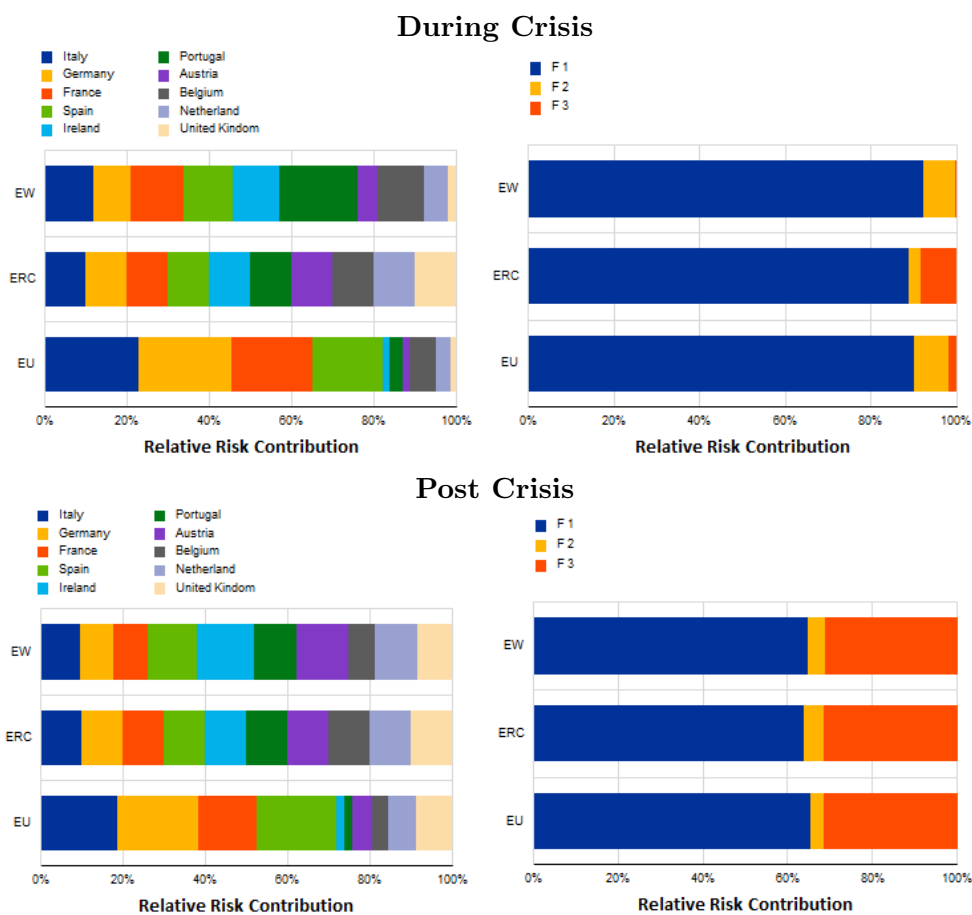 During Crisis
Italy
Germany
France
Spain
Ireland
Portugal
Austria
Belgium
Netherland
United Kindom
EW
ERC
EU
0% 20% 40% 60% 80% 100%
Relative Risk Contribution
F 1
F 2
F 3
EW
ERC
EU
0% 20% 40% 60% 80% 100%
Relative Risk Contribution
Post Crisis
Italy
Germany
France
Spain
Ireland
Portugal
Austria
Belgium
Netherland
United Kindom
EW
ERC
EU
0% 20% 40% 60% 80% 100%
Relative Risk Contribution
F 1
F 2
F 3
EW
ERC
EU
0% 20% 40% 60% 80% 100%
Relative Risk Contribution